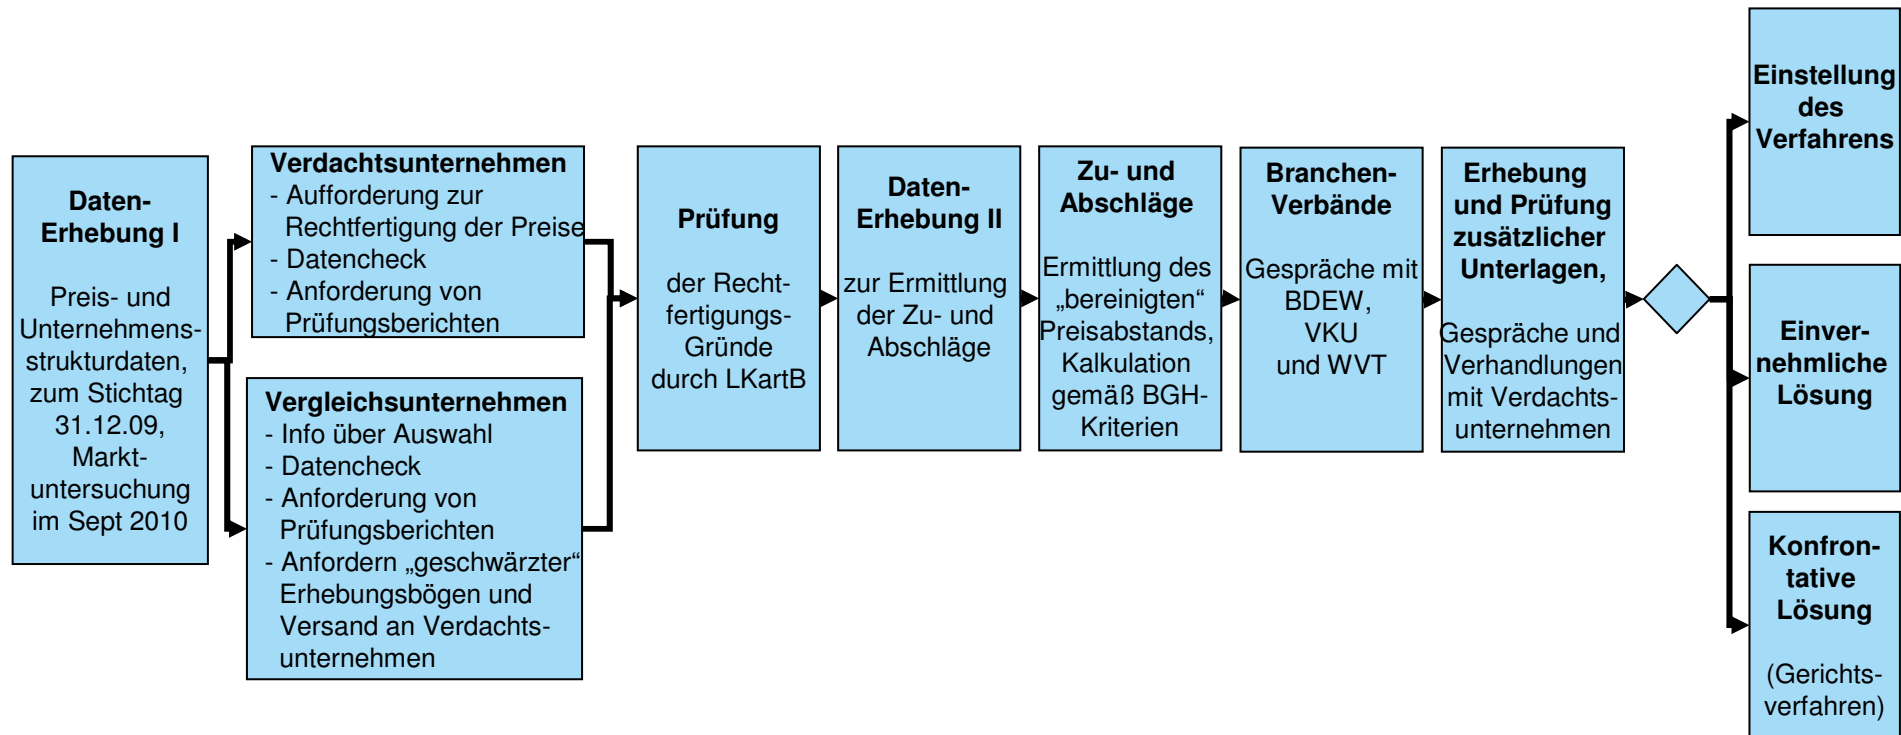 Daten-
Erhebung I
Preis- und
Unternehmens-
strukturdaten,
zum Stichtag
31.12.09,
Markt-
untersuchung
im Sept 2010
Verdachtsunternehmen
- Aufforderung zur
Rechtfertigung der Preise
- Datencheck
- Anforderung von
Prüfungsberichten
Vergleichsunternehmen
- Info über Auswahl
- Datencheck
- Anforderung von
Prüfungsberichten
- Anfordern „geschwärzter“
Erhebungsbögen und
Versand an Verdachts-
unternehmen
Prüfung
der Recht-
fertigungs-
Gründe
durch LKartB
Daten-
Erhebung II
zur Ermittlung
der Zu- und
Abschläge
Zu- und
Abschläge
Ermittlung des
„bereinigten“
Preisabstands,
Kalkulation
gemäß BGH-
Kriterien
Branchen-
Verbände
Gespräche mit
BDEW,
VKU
und WVT
Erhebung
und Prüfung
zusätzlicher
Unterlagen,
Gespräche und
Verhandlungen
mit Verdachts-
unternehmen
Einstellung
des
Verfahrens
Einver-
nehmliche
Lösung
Konfron-
tative
Lösung
(Gerichts-
verfahren)